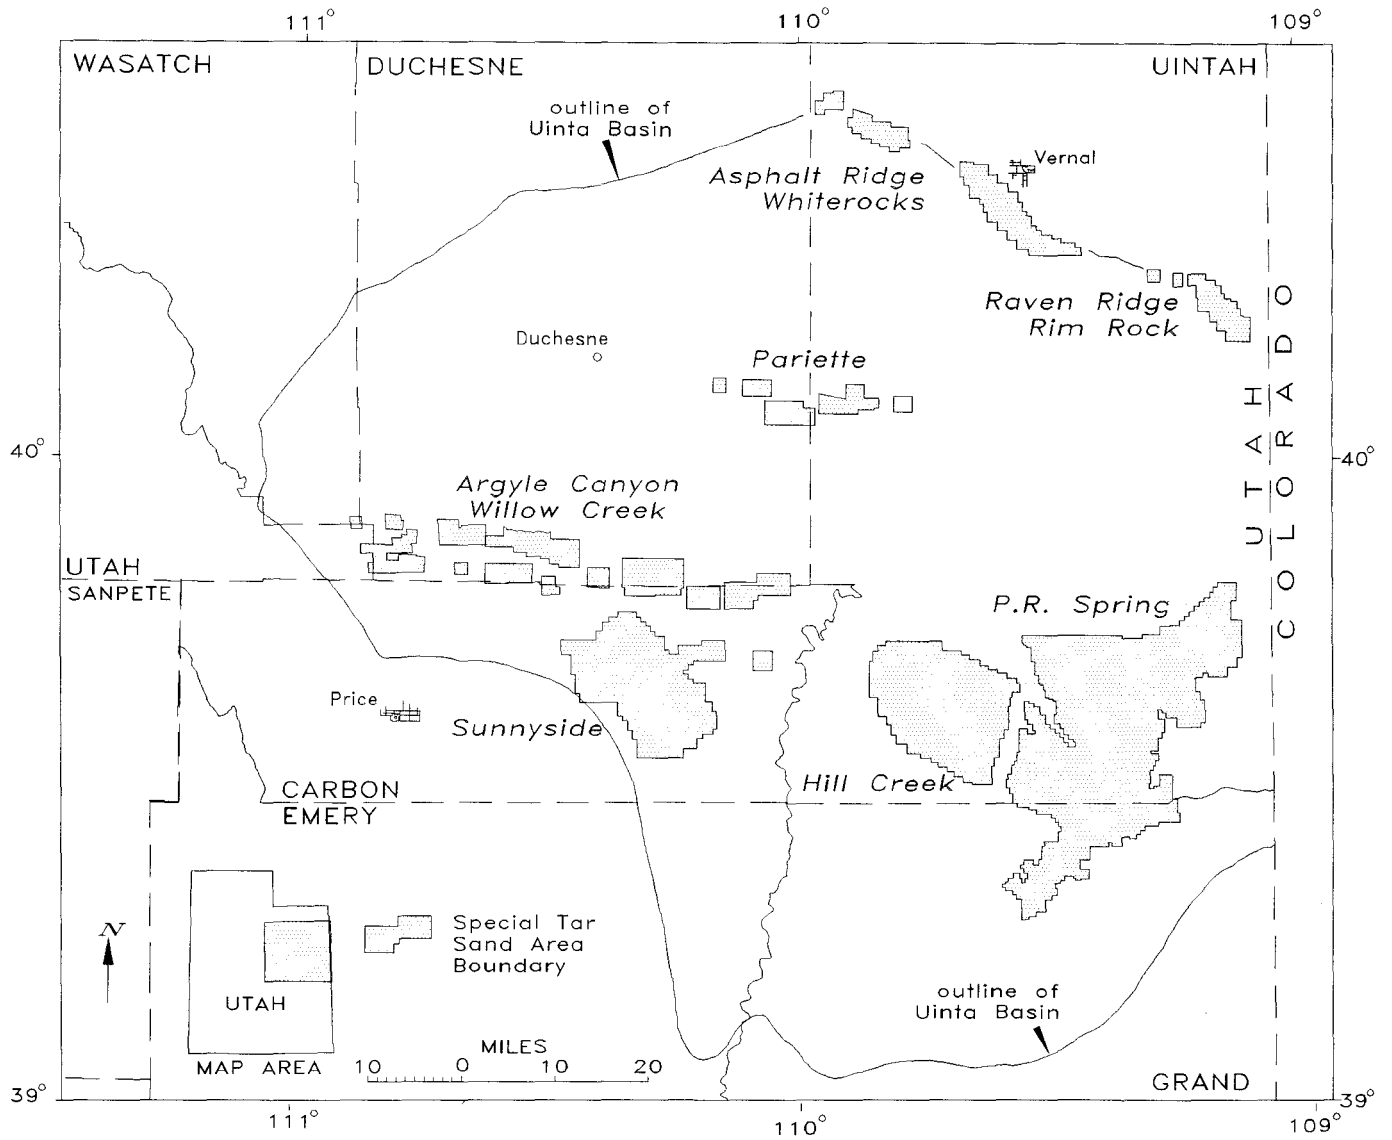 111°
110°
109°
WASATCH
DUCHESNE
UINTAH
outline of
Uinta Basin
Vernal
Asphalt Ridge
Whiterocks
Raven Ridge
Rim Rock
Duchesne
Pariette
UTAH
COLORADO
40°
40°
Argyle Canyon
Willow Creek
UTAH
SANPETE
P.R. Spring
Price
Sunnyside
Hill Creek
CARBON
EMERY
N
Special Tar
Sand Area
Boundary
UTAH
MAP AREA
MILES
10 0 10 20
outline of
Uinta Basin
GRAND
39°
39°
111°
110°
109°